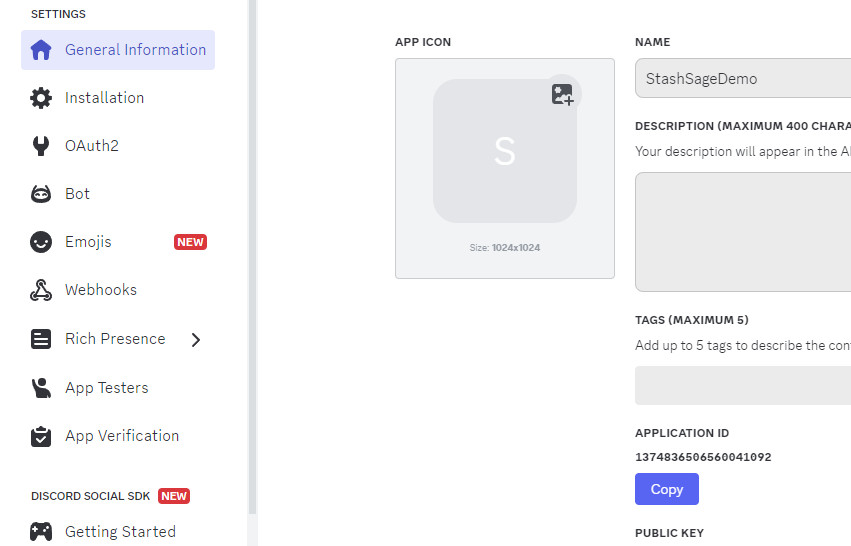 SETTINGS
General Information
Installation
OAuth2
Bot
Emojis NEW
Webhooks
Rich Presence
App Testers
App Verification
DISCORD SOCIAL SDK NEW
Getting Started
APP ICON
S
Size: 1024x1024
NAME
StashSageDemo
DESCRIPTION (MAXIMUM 400 CHARA
Your description will appear in the A
TAGS (MAXIMUM 5)
Add up to 5 tags to describe the con
APPLICATION ID
1374836506560041092
Copy
PUBLIC KEY